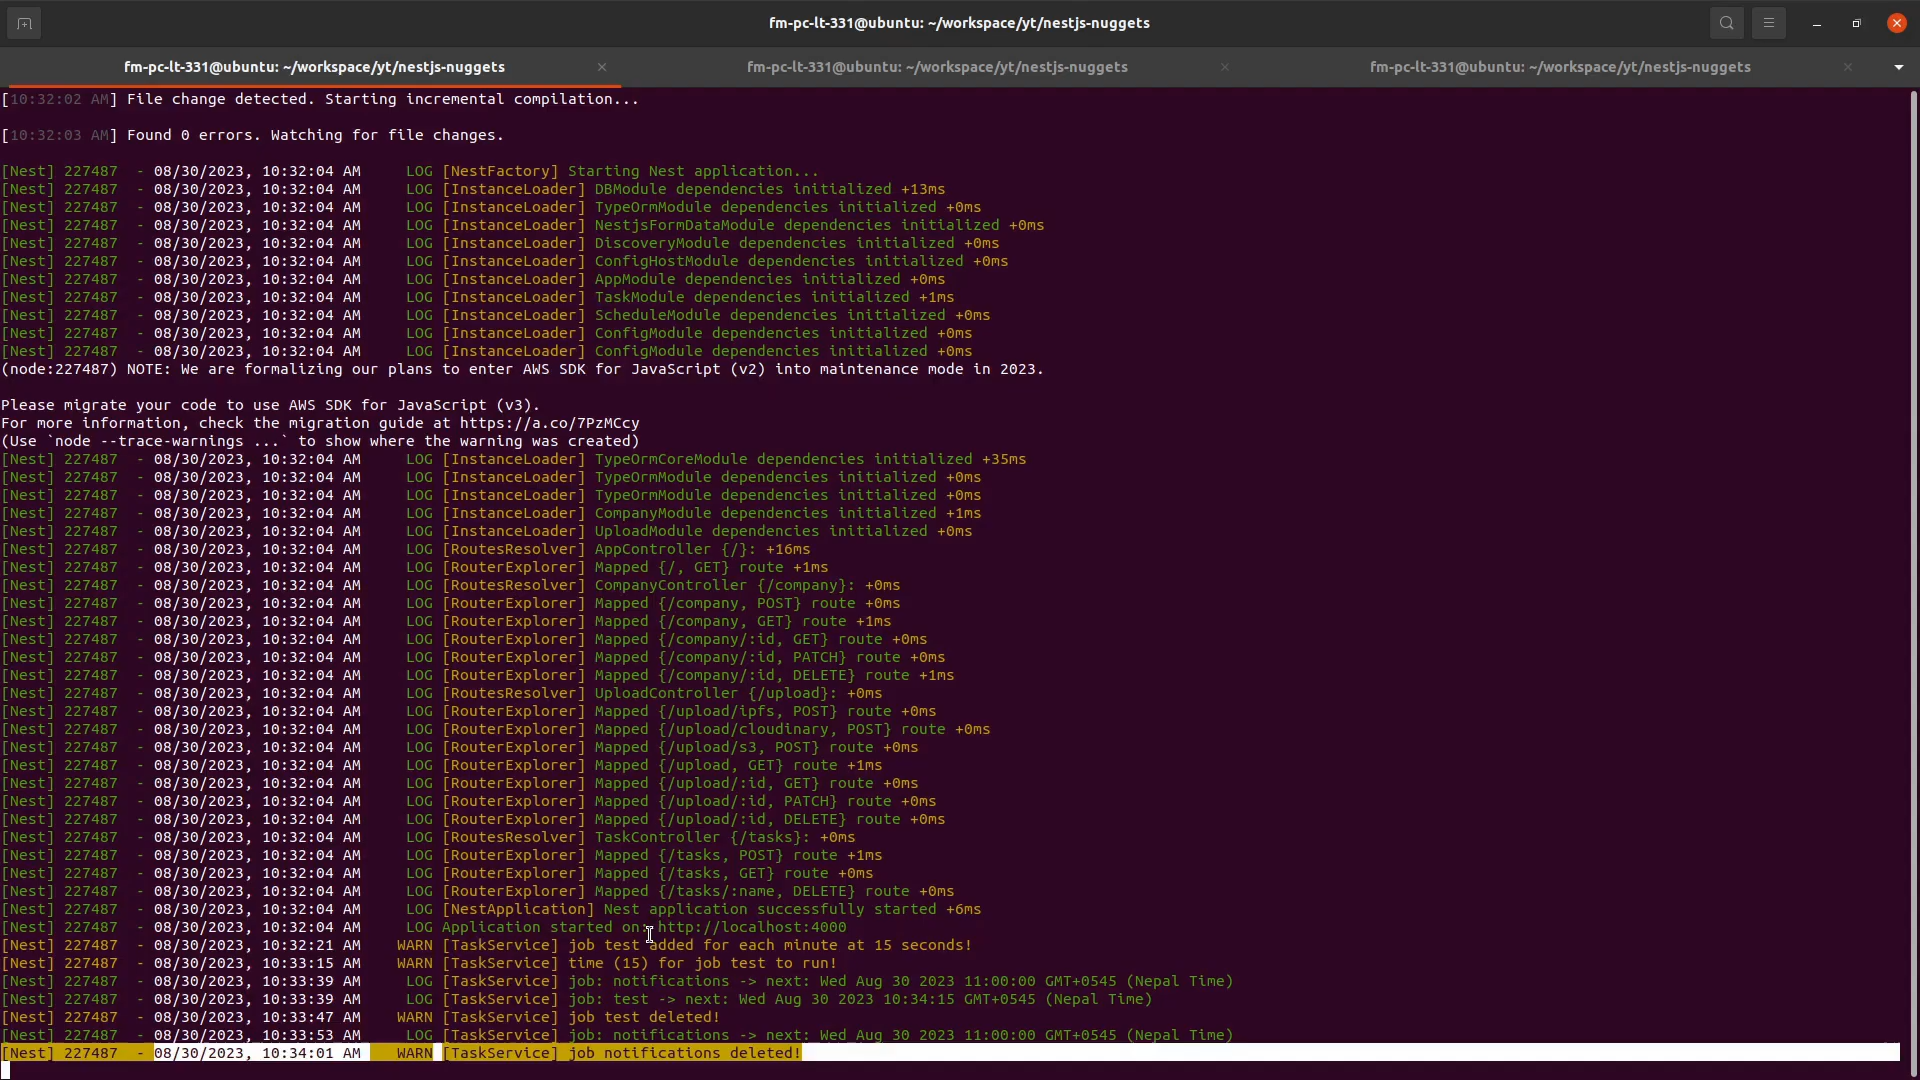 fm-pc-lt-331@ubuntu: ~/workspace/yt/nestjs-nuggets
fm-pc-lt-331@ubuntu: ~/workspace/yt/nestjs-nuggets
fm-pc-lt-331@ubuntu: ~/workspace/yt/nestjs-nuggets
fm-pc-lt-331@ubuntu: ~/workspace/yt/nestjs-nuggets
[10:32:02 AM] File change detected. Starting incremental compilation...
[10:32:03 AM] Found 0 errors. Watching for file changes.
[Nest] 227487  - 08/30/2023, 10:32:04 AM     LOG [NestFactory] Starting Nest application...
[Nest] 227487  - 08/30/2023, 10:32:04 AM     LOG [InstanceLoader] DBModule dependencies initialized +13ms
[Nest] 227487  - 08/30/2023, 10:32:04 AM     LOG [InstanceLoader] TypeOrmModule dependencies initialized +0ms
[Nest] 227487  - 08/30/2023, 10:32:04 AM     LOG [InstanceLoader] NestjsFormDataModule dependencies initialized +0ms
[Nest] 227487  - 08/30/2023, 10:32:04 AM     LOG [InstanceLoader] DiscoveryModule dependencies initialized +0ms
[Nest] 227487  - 08/30/2023, 10:32:04 AM     LOG [InstanceLoader] ConfigHostModule dependencies initialized +0ms
[Nest] 227487  - 08/30/2023, 10:32:04 AM     LOG [InstanceLoader] AppModule dependencies initialized +0ms
[Nest] 227487  - 08/30/2023, 10:32:04 AM     LOG [InstanceLoader] TaskModule dependencies initialized +1ms
[Nest] 227487  - 08/30/2023, 10:32:04 AM     LOG [InstanceLoader] ScheduleModule dependencies initialized +0ms
[Nest] 227487  - 08/30/2023, 10:32:04 AM     LOG [InstanceLoader] ConfigModule dependencies initialized +0ms
[Nest] 227487  - 08/30/2023, 10:32:04 AM     LOG [InstanceLoader] ConfigModule dependencies initialized +0ms
(node:227487) NOTE: We are formalizing our plans to enter AWS SDK for JavaScript (v2) into maintenance mode in 2023.
Please migrate your code to use AWS SDK for JavaScript (v3).
For more information, check the migration guide at https://a.co/7PzMCcy
(Use `node --trace-warnings ...` to show where the warning was created)
[Nest] 227487  - 08/30/2023, 10:32:04 AM     LOG [InstanceLoader] TypeOrmCoreModule dependencies initialized +35ms
[Nest] 227487  - 08/30/2023, 10:32:04 AM     LOG [InstanceLoader] TypeOrmModule dependencies initialized +0ms
[Nest] 227487  - 08/30/2023, 10:32:04 AM     LOG [InstanceLoader] TypeOrmModule dependencies initialized +0ms
[Nest] 227487  - 08/30/2023, 10:32:04 AM     LOG [InstanceLoader] CompanyModule dependencies initialized +1ms
[Nest] 227487  - 08/30/2023, 10:32:04 AM     LOG [InstanceLoader] UploadModule dependencies initialized +0ms
[Nest] 227487  - 08/30/2023, 10:32:04 AM     LOG [RoutesResolver] AppController {/}: +16ms
[Nest] 227487  - 08/30/2023, 10:32:04 AM     LOG [RouterExplorer] Mapped {/, GET} route +1ms
[Nest] 227487  - 08/30/2023, 10:32:04 AM     LOG [RoutesResolver] CompanyController {/company}: +0ms
[Nest] 227487  - 08/30/2023, 10:32:04 AM     LOG [RouterExplorer] Mapped {/company, POST} route +0ms
[Nest] 227487  - 08/30/2023, 10:32:04 AM     LOG [RouterExplorer] Mapped {/company, GET} route +1ms
[Nest] 227487  - 08/30/2023, 10:32:04 AM     LOG [RouterExplorer] Mapped {/company/:id, GET} route +0ms
[Nest] 227487  - 08/30/2023, 10:32:04 AM     LOG [RouterExplorer] Mapped {/company/:id, PATCH} route +0ms
[Nest] 227487  - 08/30/2023, 10:32:04 AM     LOG [RouterExplorer] Mapped {/company/:id, DELETE} route +1ms
[Nest] 227487  - 08/30/2023, 10:32:04 AM     LOG [RoutesResolver] UploadController {/upload}: +0ms
[Nest] 227487  - 08/30/2023, 10:32:04 AM     LOG [RouterExplorer] Mapped {/upload/ipfs, POST} route +0ms
[Nest] 227487  - 08/30/2023, 10:32:04 AM     LOG [RouterExplorer] Mapped {/upload/cloudinary, POST} route +0ms
[Nest] 227487  - 08/30/2023, 10:32:04 AM     LOG [RouterExplorer] Mapped {/upload/s3, POST} route +0ms
[Nest] 227487  - 08/30/2023, 10:32:04 AM     LOG [RouterExplorer] Mapped {/upload, GET} route +1ms
[Nest] 227487  - 08/30/2023, 10:32:04 AM     LOG [RouterExplorer] Mapped {/upload/:id, GET} route +0ms
[Nest] 227487  - 08/30/2023, 10:32:04 AM     LOG [RouterExplorer] Mapped {/upload/:id, PATCH} route +0ms
[Nest] 227487  - 08/30/2023, 10:32:04 AM     LOG [RouterExplorer] Mapped {/upload/:id, DELETE} route +0ms
[Nest] 227487  - 08/30/2023, 10:32:04 AM     LOG [RoutesResolver] TaskController {/tasks}: +0ms
[Nest] 227487  - 08/30/2023, 10:32:04 AM     LOG [RouterExplorer] Mapped {/tasks, POST} route +1ms
[Nest] 227487  - 08/30/2023, 10:32:04 AM     LOG [RouterExplorer] Mapped {/tasks, GET} route +0ms
[Nest] 227487  - 08/30/2023, 10:32:04 AM     LOG [RouterExplorer] Mapped {/tasks/:name, DELETE} route +0ms
[Nest] 227487  - 08/30/2023, 10:32:04 AM     LOG [NestApplication] Nest application successfully started +6ms
[Nest] 227487  - 08/30/2023, 10:32:04 AM     LOG Application started on: http://localhost:4000
[Nest] 227487  - 08/30/2023, 10:32:21 AM    WARN [TaskService] job test added for each minute at 15 seconds!
[Nest] 227487  - 08/30/2023, 10:33:15 AM    WARN [TaskService] time (15) for job test to run!
[Nest] 227487  - 08/30/2023, 10:33:39 AM     LOG [TaskService] job: notifications -> next: Wed Aug 30 2023 11:00:00 GMT+0545 (Nepal Time)
[Nest] 227487  - 08/30/2023, 10:33:39 AM     LOG [TaskService] job: test -> next: Wed Aug 30 2023 10:34:15 GMT+0545 (Nepal Time)
[Nest] 227487  - 08/30/2023, 10:33:47 AM    WARN [TaskService] job test deleted!
[Nest] 227487  - 08/30/2023, 10:33:53 AM     LOG [TaskService] job: notifications -> next: Wed Aug 30 2023 11:00:00 GMT+0545 (Nepal Time)
[Nest] 227487  - 08/30/2023, 10:34:01 AM    WARN [TaskService] job notifications deleted!